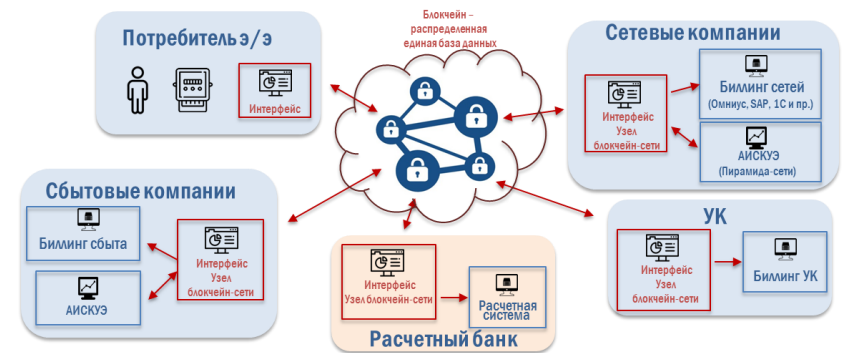 Потребитель э/э
Интерфейс
Блокчейн –
распределенная
единая база данных
Сетевые компании
Интерфейс
Узел
блокчейн-сети
Биллинг сетей
(Омниус, SAP, 1С и пр.)
АИСКУЭ
(Пирамида-сети)
Сбытовые компании
Биллинг сбыта
АИСКУЭ
Интерфейс
Узел
блокчейн-сети
Интерфейс
Узел блокчейн-сети
Расчетная
система
Расчетный банк
УК
Интерфейс
Узел
блокчейн-сети
Биллинг УК